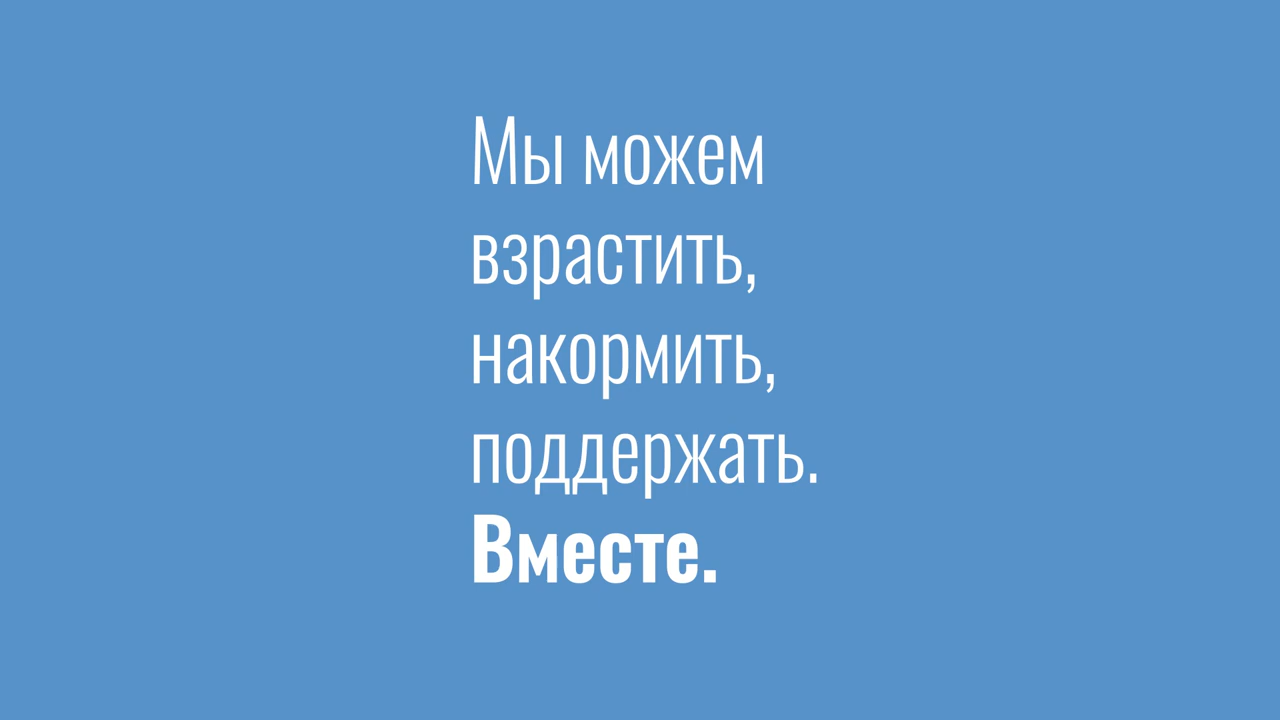 Мы можем
взрастить,
накормить,
поддержать.
Вместе.